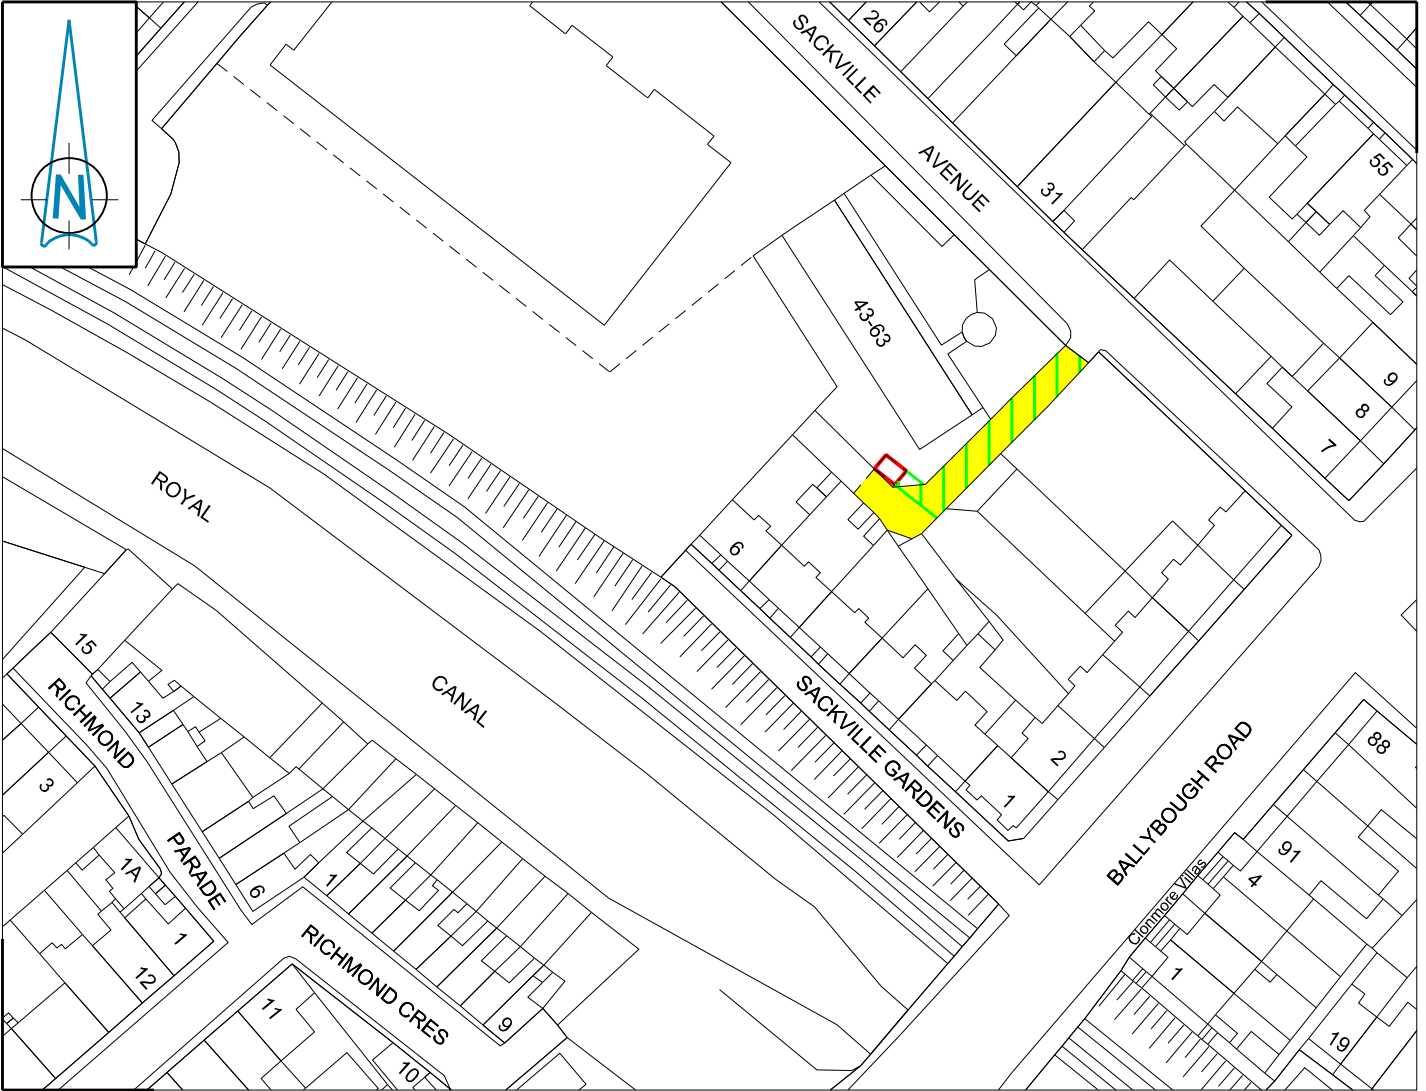 N
26
SACKVILLE
AVENUE
31
55
43-63
9
8
7
ROYAL
CANAL
6
SACKVILLE GARDENS
2
1
BALLYBOUGH ROAD
88
91
4
Clonmore Villas
1
19
15
13
RICHMOND
PARADE
3
1A
6
1
1
12
RICHMOND CRES
11
9
10